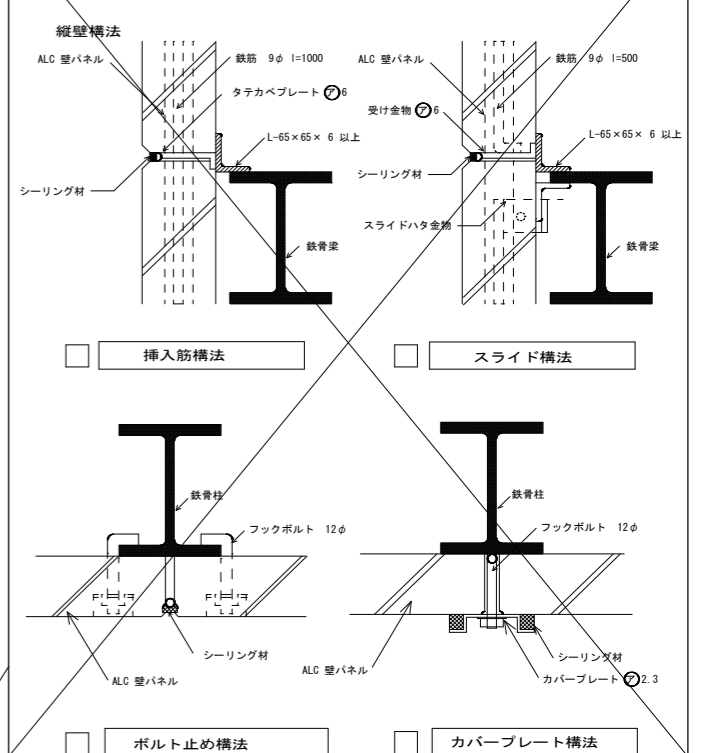 縦壁構法
ALC 壁パネル
鉄筋 9φ l=1000
タテカベプレート ㋐6
L-65×65× 6 以上
シーリング材
鉄骨梁
挿入筋構法
ALC 壁パネル
鉄筋 9φ l=500
受け金物 ㋐6
L-65×65× 6 以上
シーリング材
スライドハタ金物
鉄骨梁
スライド構法
鉄骨柱
フックボルト 12φ
シーリング材
ALC 壁パネル
ボルト止め構法
鉄骨柱
フックボルト 12φ
シーリング材
ALC 壁パネル
カバープレート ㋐2.3
カバープレート構法